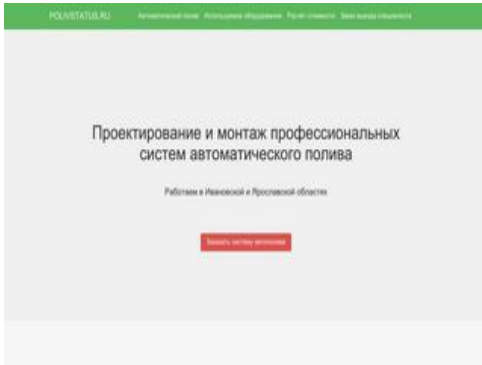 POLIVSTATUS.RU
Автоматический полив Используемое оборудование Расчёт стоимости Заказ выезда специалиста
Проектирование и монтаж профессиональных
систем автоматического полива
Работаем в Ивановской и Ярославской областях
Заказать систему автополива